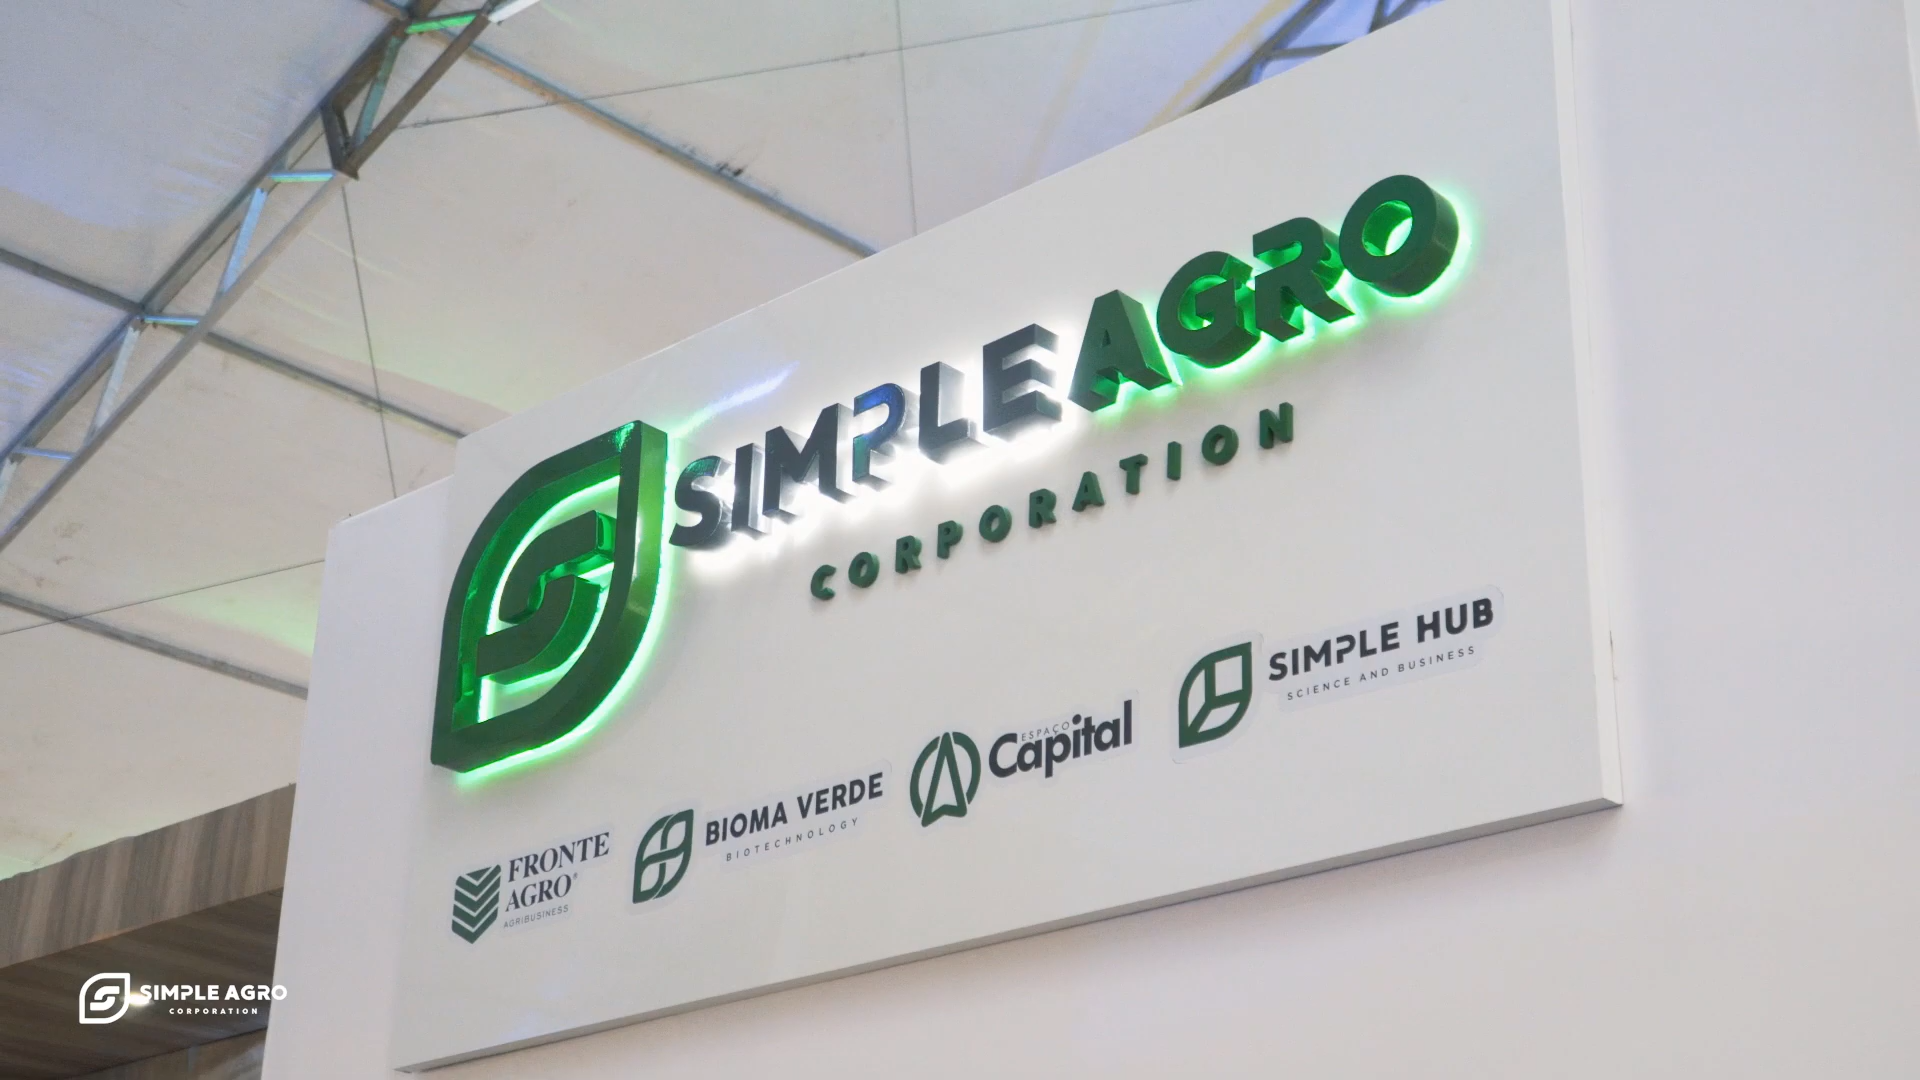 SIMPLE AGRO
CORPORATION
FRONTE
AGRO®
AGRIBUSINESS
BIOMA VERDE
BIOTECHNOLOGY
ESPAÇO
Capital
SIMPLE HUB
SCIENCE AND BUSINESS
SIMPLE AGRO
CORPORATION